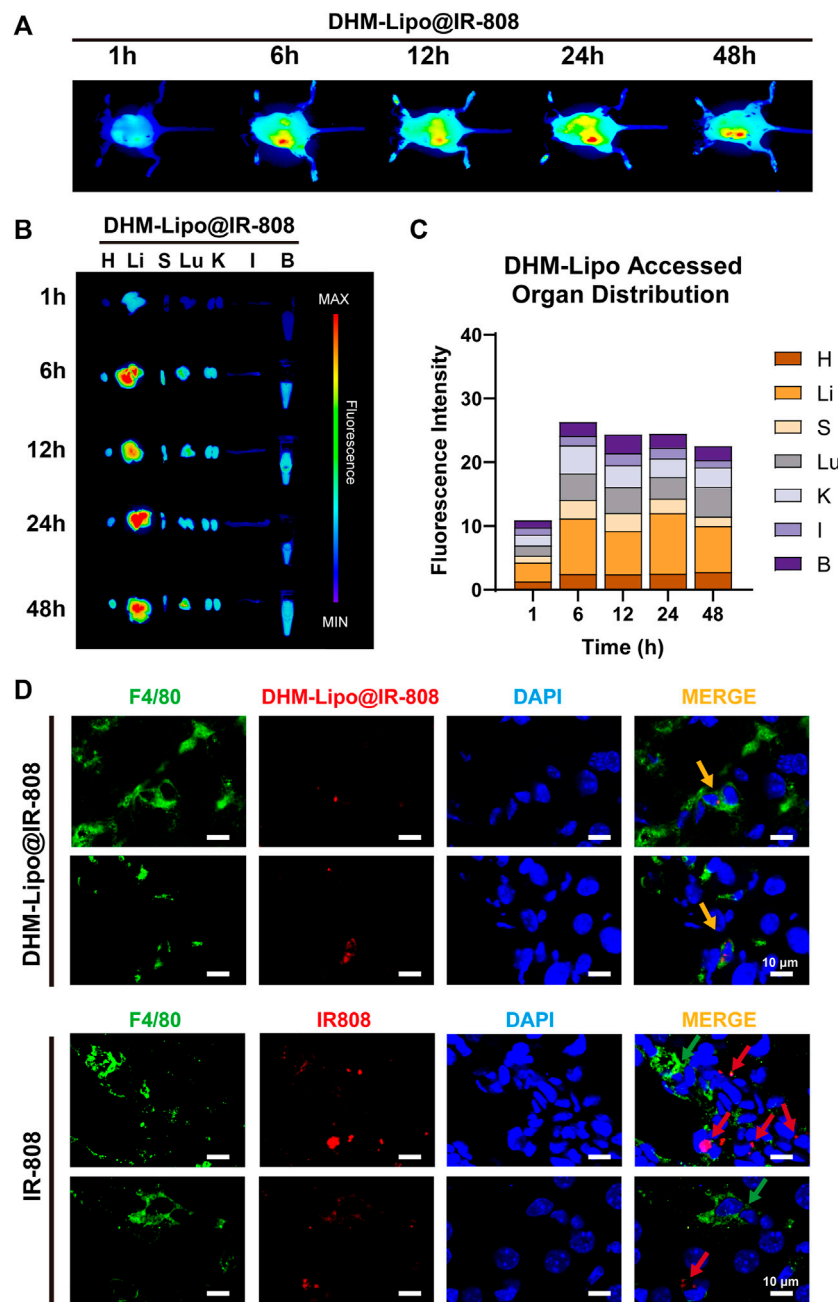 A
DHM-Lipo@IR-808
1h 6h 12h 24h 48h
B
DHM-Lipo@IR-808
H Li S Lu K I B
1h
6h
12h
24h
48h
MAX
Fluorescence
MIN
C
DHM-Lipo Accessed
Organ Distribution
Fluorescence Intensity
40
30
20
10
0
1 6 12 24 48
Time (h)
H
Li
S
Lu
K
I
B
D
F4/80 DHM-Lipo@IR-808 DAPI MERGE
DHM-Lipo@IR-808
10 µm
F4/80 IR808 DAPI MERGE
IR-808
10 µm